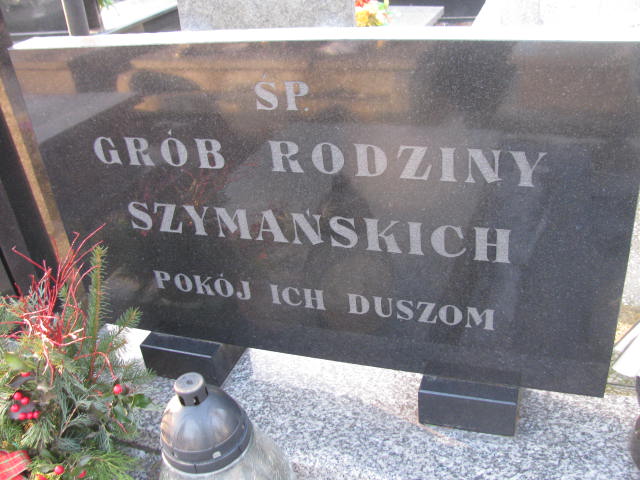 ŚP.
GRÓB RODZINY
SZYMAŃSKICH
POKÓJ ICH DUSZOM